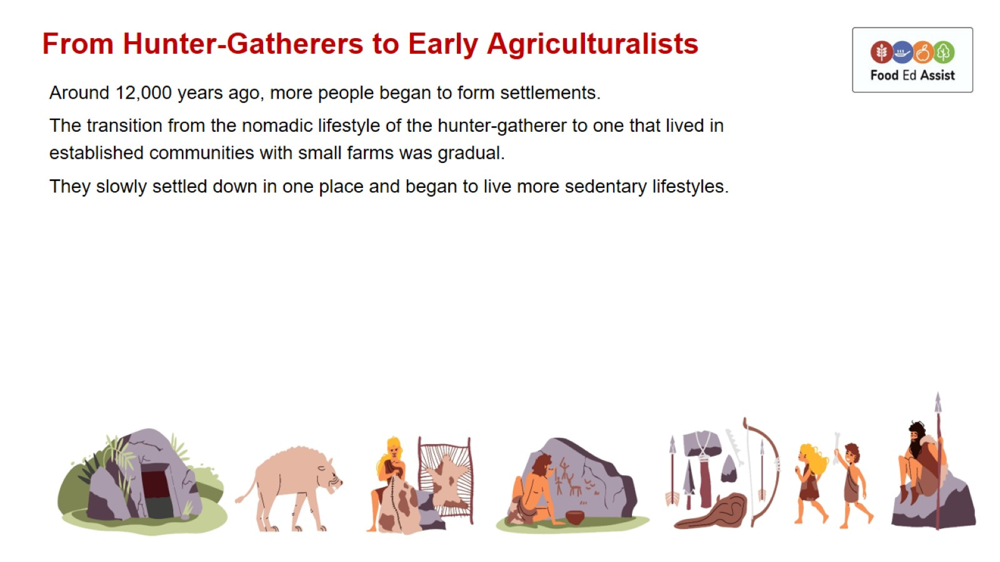 From Hunter-Gatherers to Early Agriculturalists
Food Ed Assist
Around 12,000 years ago, more people began to form settlements.
The transition from the nomadic lifestyle of the hunter-gatherer to one that lived in
established communities with small farms was gradual.
They slowly settled down in one place and began to live more sedentary lifestyles.